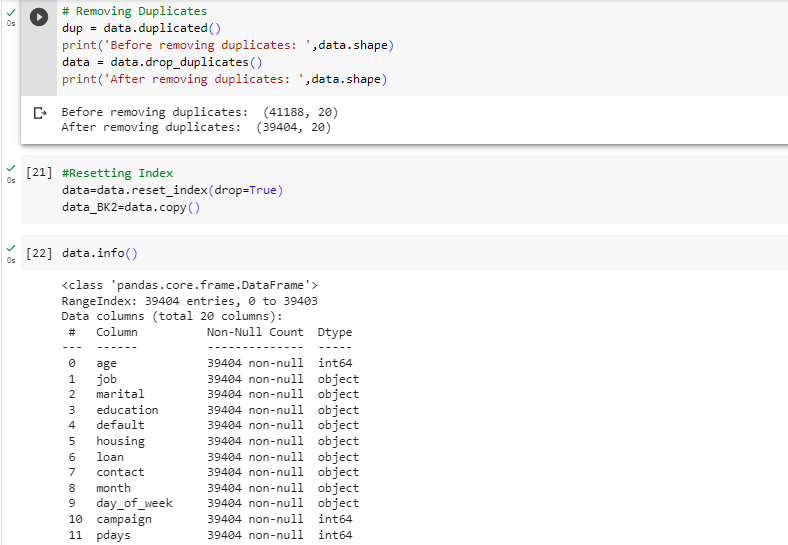 # Removing Duplicates
0s
dup = data.duplicated()
print('Before removing duplicates: ',data.shape)
data = data.drop_duplicates()
print('After removing duplicates: ',data.shape)
Before removing duplicates:  (41188, 20)
After removing duplicates:  (39404, 20)
[21] #Resetting Index
0s
data=data.reset_index(drop=True)
data_BK2=data.copy()
[22] data.info()
0s
<class 'pandas.core.frame.DataFrame'>
RangeIndex: 39404 entries, 0 to 39403
Data columns (total 20 columns):
 #   Column          Non-Null Count  Dtype
---  ------          --------------  -----
 0   age             39404 non-null  int64
 1   job             39404 non-null  object
 2   marital         39404 non-null  object
 3   education       39404 non-null  object
 4   default         39404 non-null  object
 5   housing         39404 non-null  object
 6   loan            39404 non-null  object
 7   contact         39404 non-null  object
 8   month           39404 non-null  object
 9   day_of_week     39404 non-null  object
 10  campaign        39404 non-null  int64
 11  pdays           39404 non-null  int64